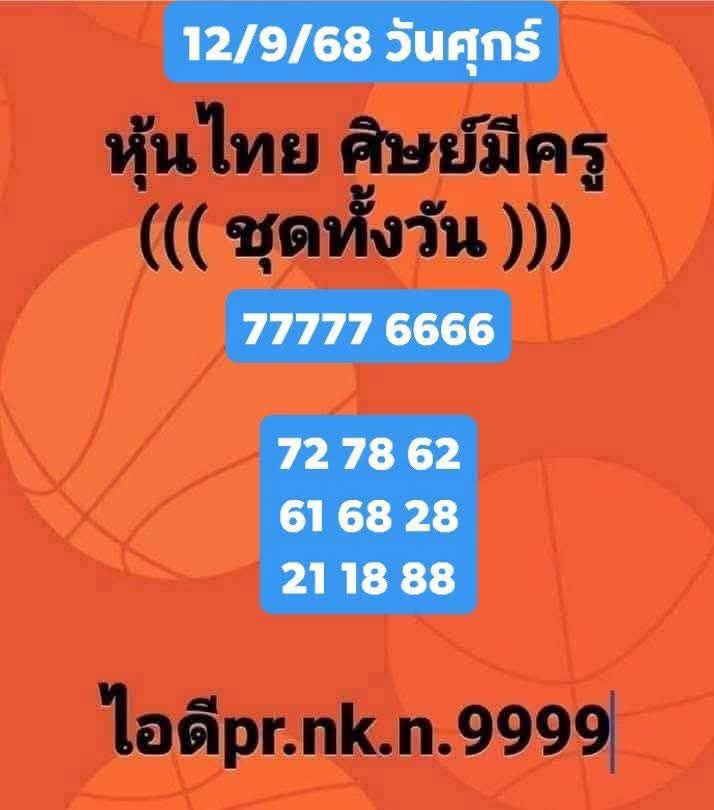 12/9/68 วันศุกร์
หุ้นไทย ศิษย์มีครู
((( ชุดทั้งวัน )))
77777 6666
72 78 62
61 68 28
21 18 88
ไอดีpr.nk.n.9999